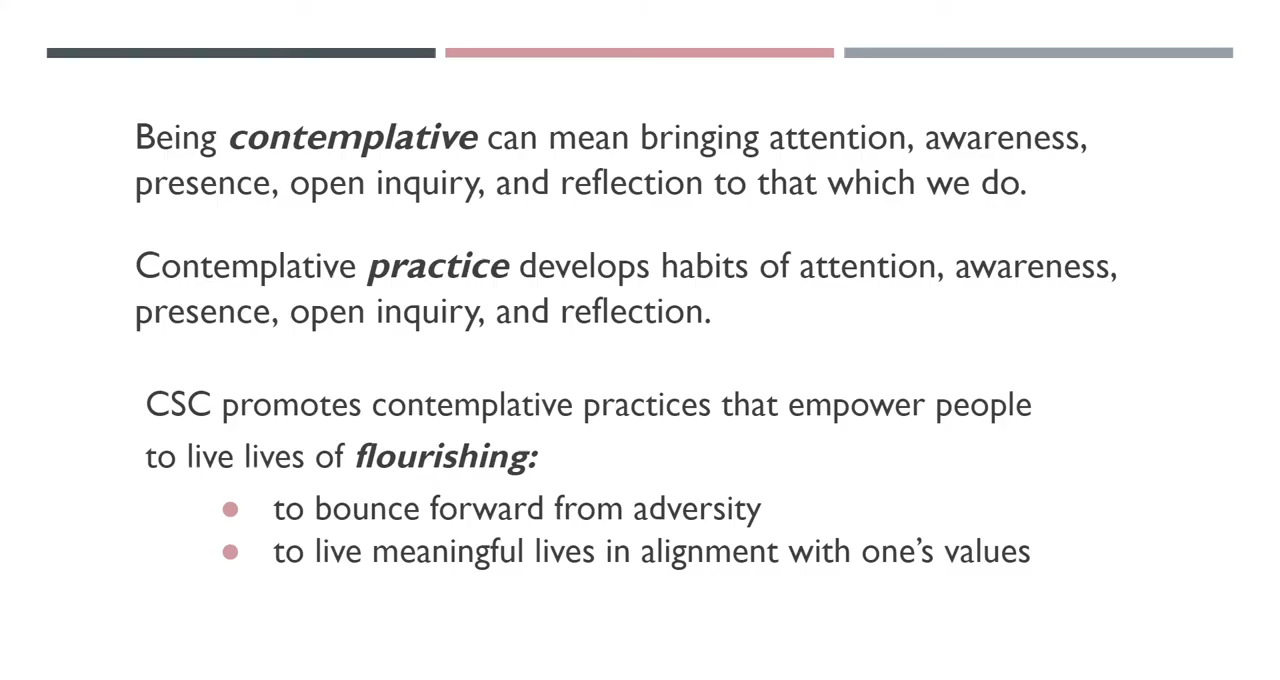 Being contemplative can mean bringing attention, awareness,
presence, open inquiry, and reflection to that which we do.
Contemplative practice develops habits of attention, awareness,
presence, open inquiry, and reflection.
CSC promotes contemplative practices that empower people
to live lives of flourishing:
● to bounce forward from adversity
● to live meaningful lives in alignment with one's values